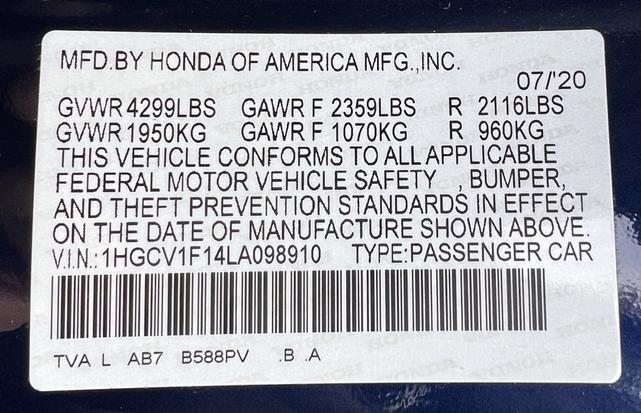 MFD.BY HONDA OF AMERICA MFG.,INC.
07/'20
GVWR 4299LBS GAWR F 2359LBS R 2116LBS
GVWR 1950KG GAWR F 1070KG R 960KG
THIS VEHICLE CONFORMS TO ALL APPLICABLE
FEDERAL MOTOR VEHICLE SAFETY , BUMPER,
AND THEFT PREVENTION STANDARDS IN EFFECT
ON THE DATE OF MANUFACTURE SHOWN ABOVE.
V.I.N.:1HGCV1F14LA098910 TYPE:PASSENGER CAR
TVA L AB7 B588PV .B .A